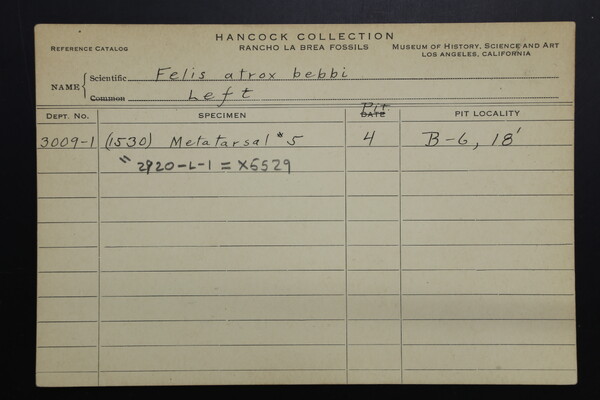 HANCOCK COLLECTION
REFERENCE CATALOG
RANCHO LA BREA FOSSILS
MUSEUM OF HISTORY, SCIENCE AND ART
LOS ANGELES, CALIFORNIA
NAME { Scientific Felis atrox bebbi
Common Left
DEPT. NO. SPECIMEN Pit DATE PIT LOCALITY
3009-1 (1530) Metatarsal #5 4 B-6, 18'
" 2920-L-1 = X6529